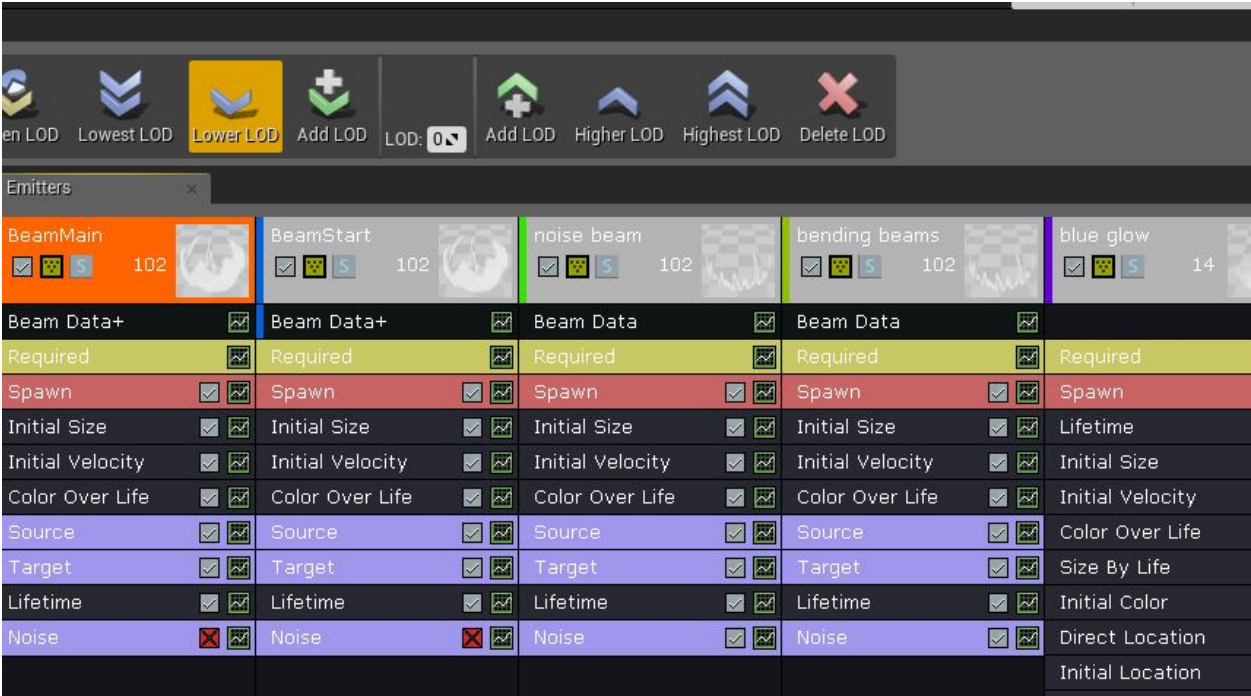 en LOD
Lowest LOD
Lower LOD
Add LOD
LOD: 0
Add LOD
Higher LOD
Highest LOD
Delete LOD
Emitters
BeamMain
S 102
BeamStart
S 102
noise beam
S 102
bending beams
S 102
blue glow
S 14
Beam Data+ Beam Data+ Beam Data Beam Data
Required Required Required Required Required
Spawn Spawn Spawn Spawn Spawn
Initial Size Initial Size Initial Size Initial Size Lifetime
Initial Velocity Initial Velocity Initial Velocity Initial Velocity Initial Size
Color Over Life Color Over Life Color Over Life Color Over Life Initial Velocity
Source Source Source Source Color Over Life
Target Target Target Target Size By Life
Lifetime Lifetime Lifetime Lifetime Initial Color
Noise Noise Noise Noise Direct Location
Initial Location